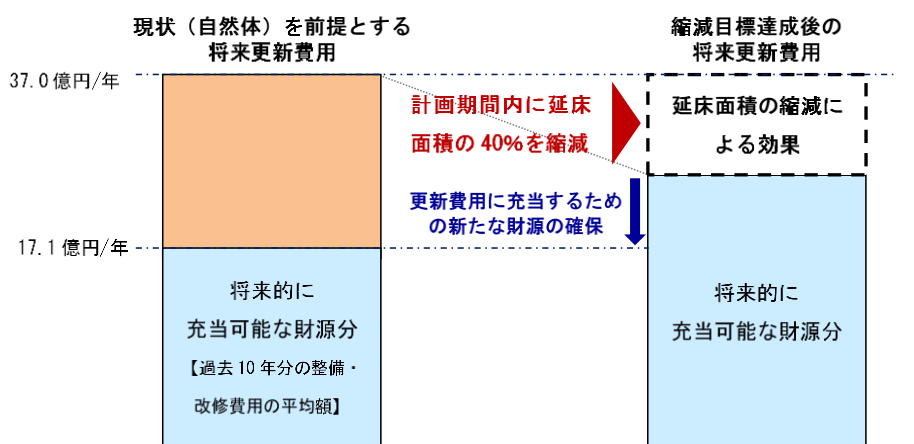 現状（自然体）を前提とする
将来更新費用
縮減目標達成後の
将来更新費用
37.0億円/年
計画期間内に延床
面積の40%を縮減
延床面積の縮減に
よる効果
更新費用に充当するため
の新たな財源の確保
17.1億円/年
将来的に
充当可能な財源分
【過去10年分の整備・
改修費用の平均額】
将来的に
充当可能な財源分